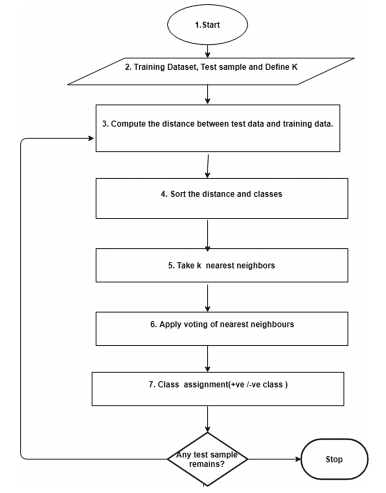 1.Start
2. Training Dataset, Test sample and Define K
3. Compute the distance between test data and training data.
4. Sort the distance and classes
5. Take k nearest neighbors
6. Apply voting of nearest neighbours
7. Class assignment(+ve /-ve class )
Any test sample
remains?
Stop